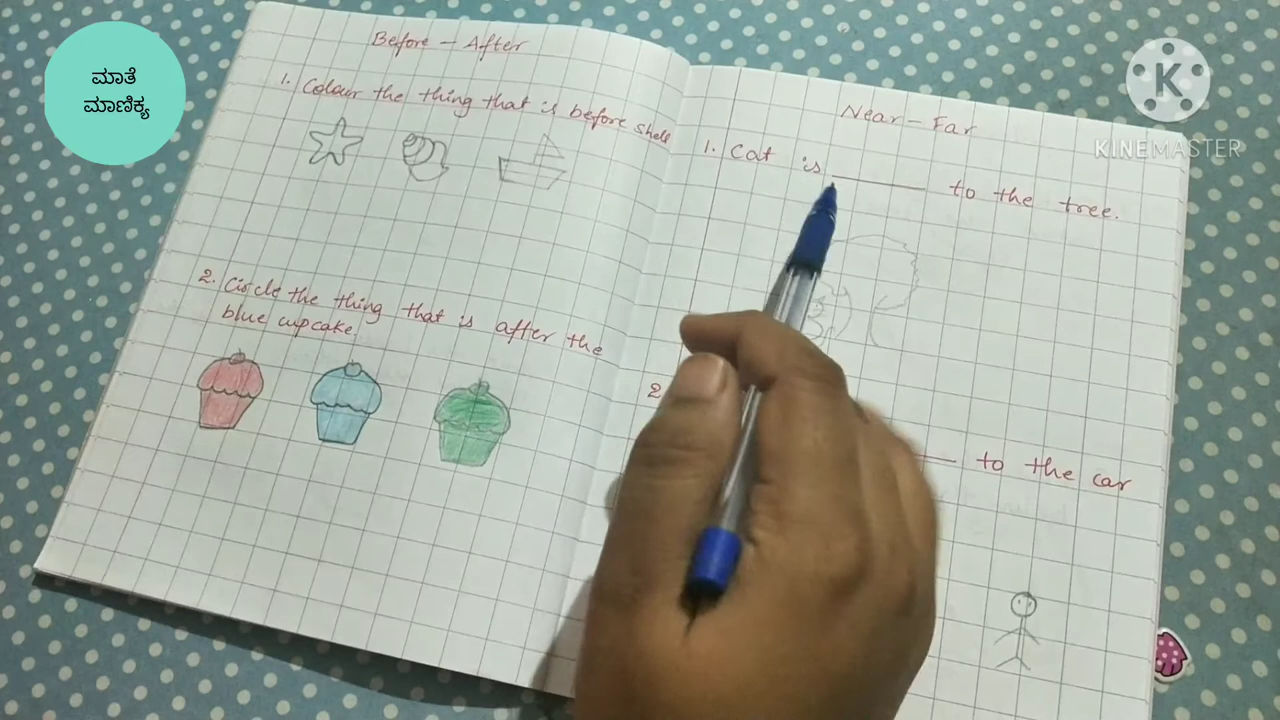 ಮಾತೆ
ಮಾಣಿಕ್ಯ
K
KINEMASTER
Before - After
1. Colour the thing that is before shell
2. Circle the thing that is after the
blue cupcake.
Near - Far
1. Cat is ______ to the tree.
2
to the car